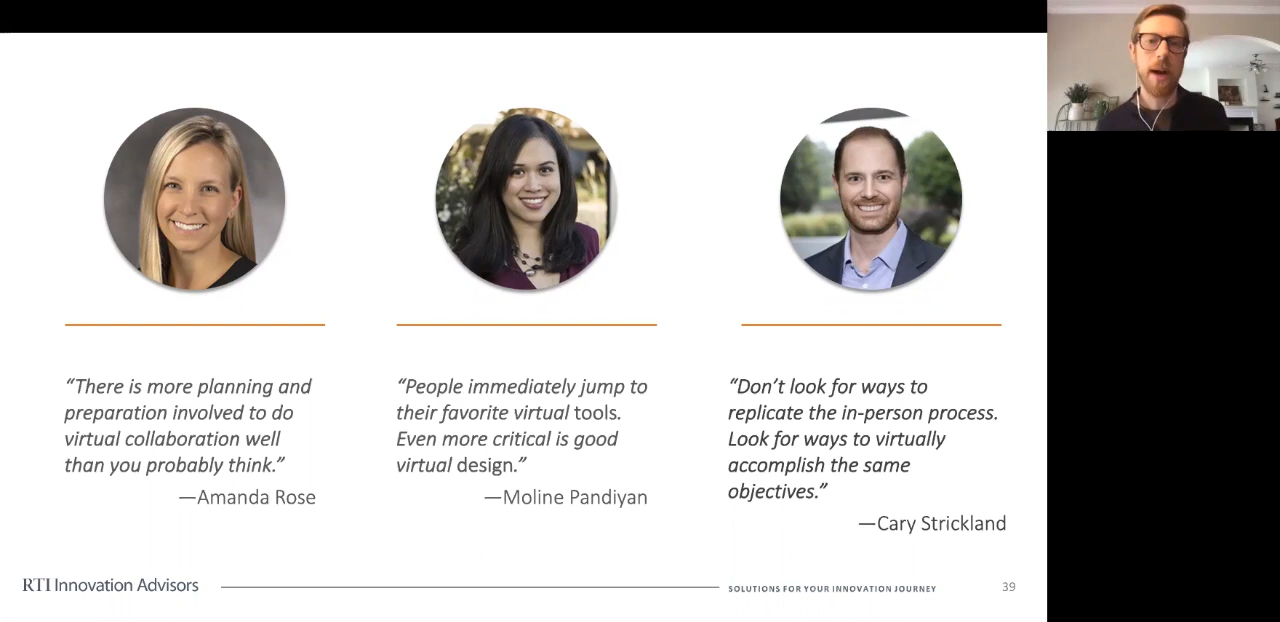 “There is more planning and
preparation involved to do
virtual collaboration well
than you probably think.”
—Amanda Rose
“People immediately jump to
their favorite virtual tools.
Even more critical is good
virtual design.”
—Moline Pandiyan
“Don’t look for ways to
replicate the in-person process.
Look for ways to virtually
accomplish the same
objectives.”
—Cary Strickland
RTI Innovation Advisors
SOLUTIONS FOR YOUR INNOVATION JOURNEY
39